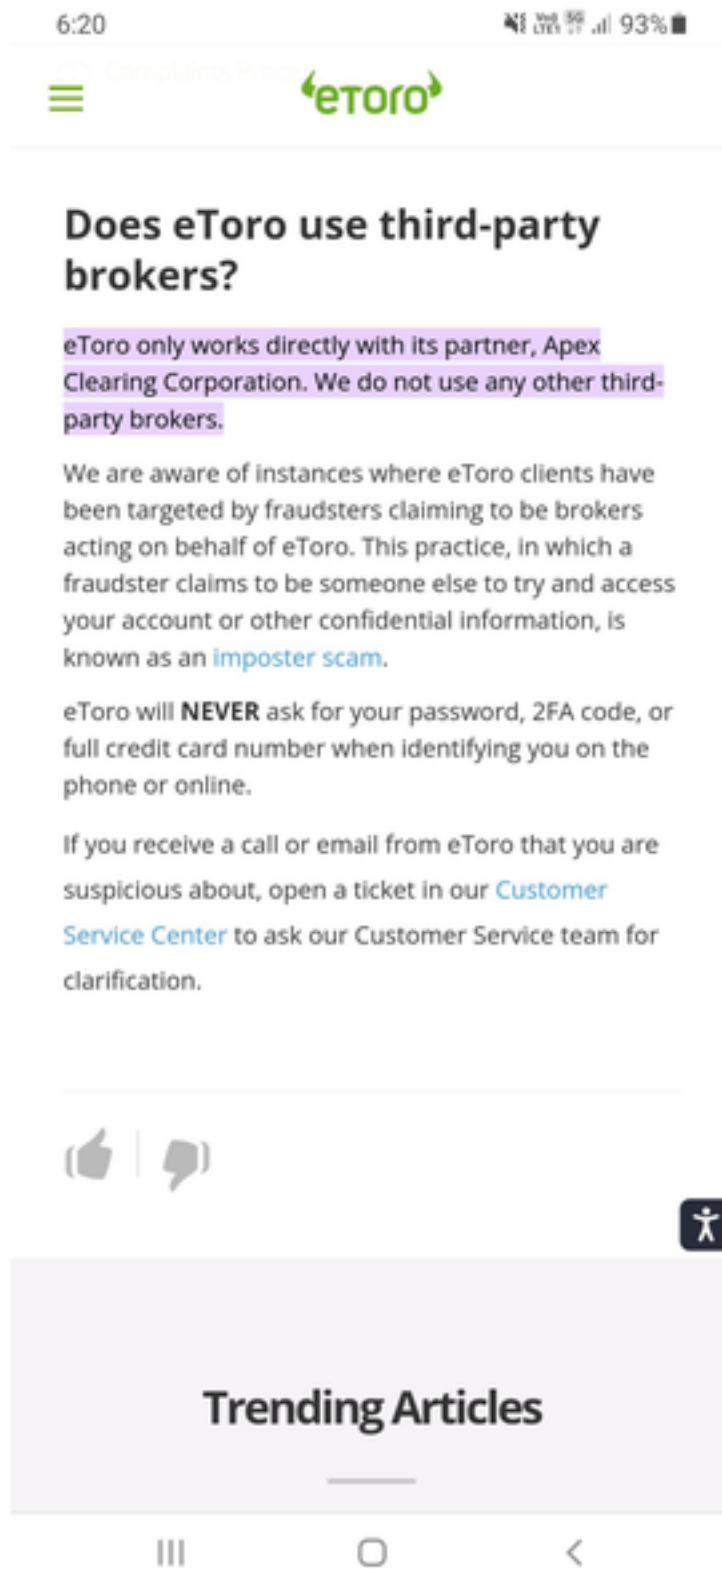 6:20
93%
eToro
Does eToro use third-party
brokers?
eToro only works directly with its partner, Apex
Clearing Corporation. We do not use any other third-
party brokers.
We are aware of instances where eToro clients have
been targeted by fraudsters claiming to be brokers
acting on behalf of eToro. This practice, in which a
fraudster claims to be someone else to try and access
your account or other confidential information, is
known as an imposter scam.
eToro will NEVER ask for your password, 2FA code, or
full credit card number when identifying you on the
phone or online.
If you receive a call or email from eToro that you are
suspicious about, open a ticket in our Customer
Service Center to ask our Customer Service team for
clarification.
Trending Articles